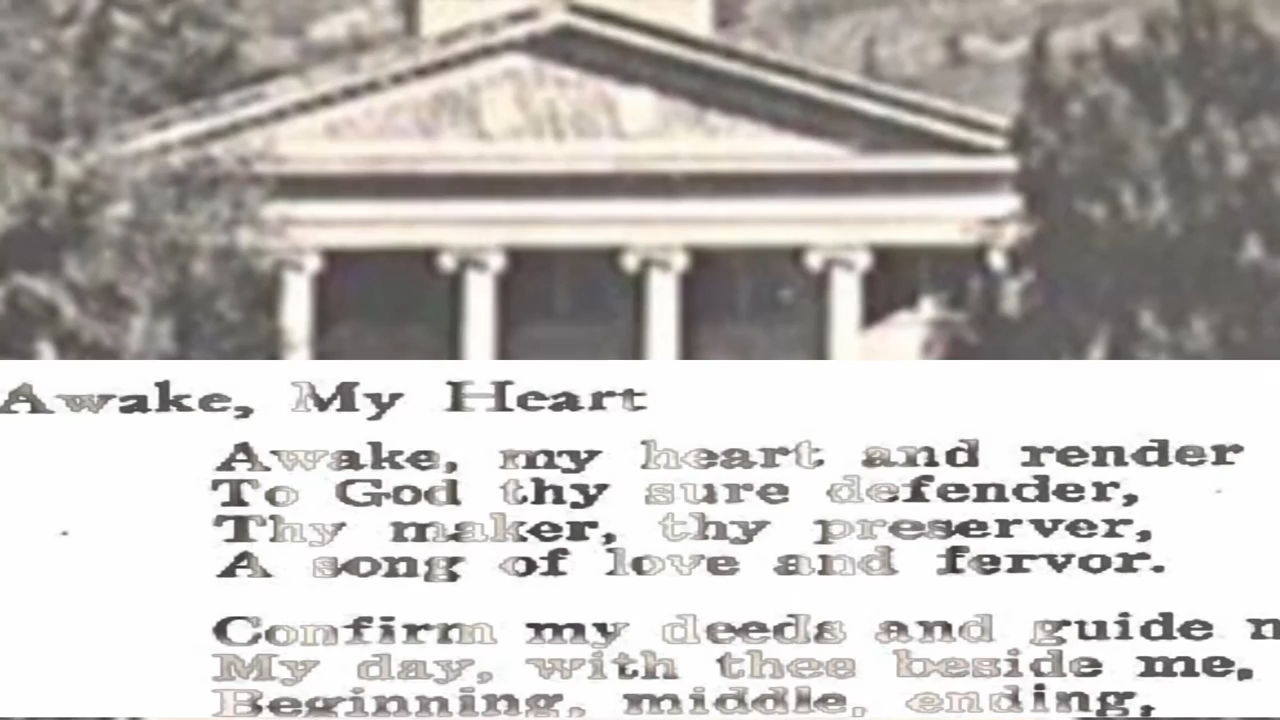 Awake, My Heart
Awake, my heart and render
To God thy sure defender,
Thy maker, thy preserver,
A song of love and fervor.
Confirm my deeds and guide
My day, with thee beside me,
Beginning, middle, ending,